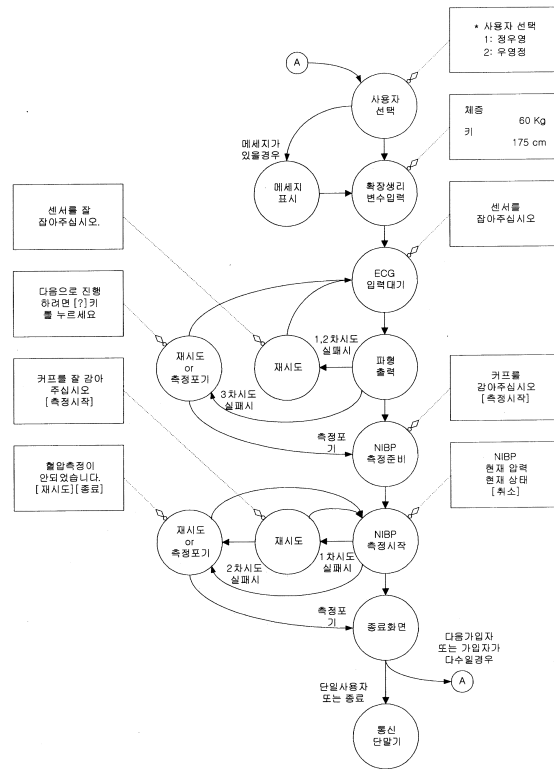 * 사용자 선택
1: 정우영
2: 우영정
A
사용자
선택
체중
60 Kg
키
175 cm
메세지가
있을경우
메세지
표시
확장생리
변수입력
센서를 잘
잡아주십시오.
센서를
잡아주십시오
ECG
입력대기
다음으로 진행
하려면 [?]키
를 누르세요
1,2차시도
실패시
재시도
or
측정포기
재시도
파형
출력
커프를 잘 감아
주십시오
[측정시작]
3차시도
실패시
커프를
감아주십시오
[측정시작]
측정포
기
NIBP
측정준비
혈압측정이
안되었습니다.
[재시도][종료]
NIBP
현재 압력
현재 상태
[취소]
재시도
or
측정포기
재시도
NIBP
측정시작
2차시도
실패시
1차시도
실패시
측정포
기
종료화면
다음가입자
또는 가입자가
다수일경우
A
단일사용자
또는 종료
통신
단말기